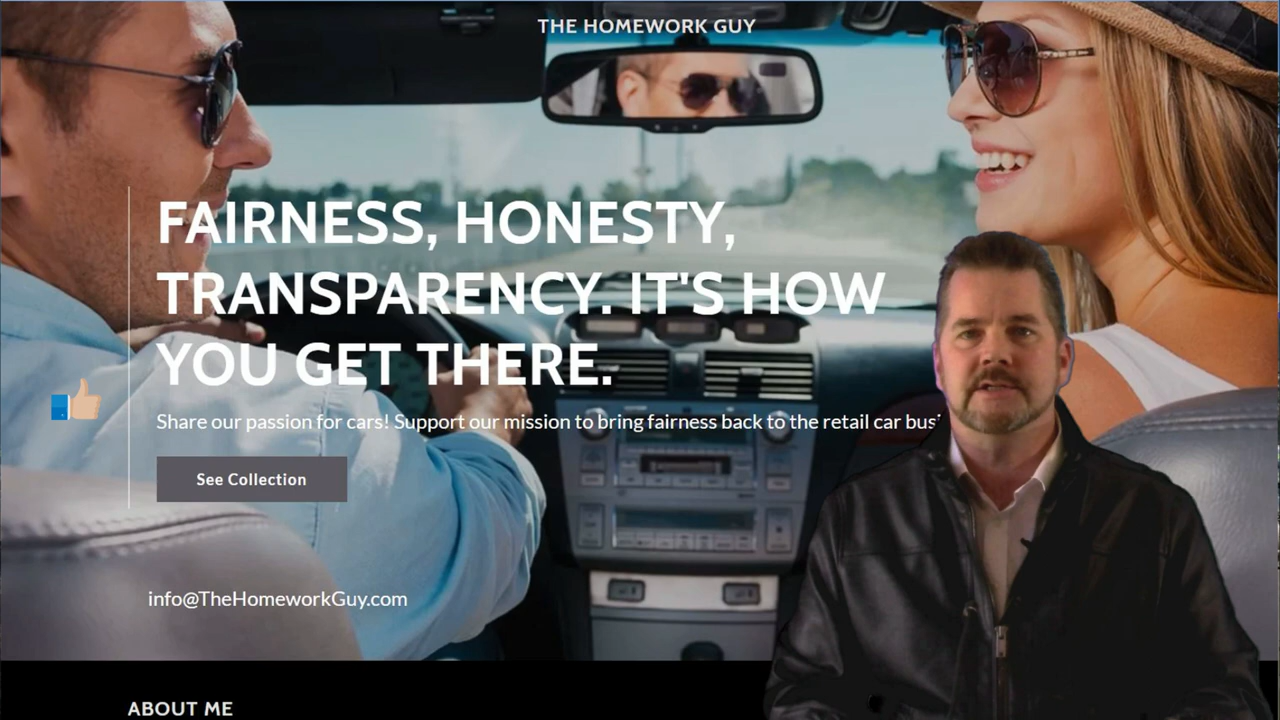 THE HOMEWORK GUY
FAIRNESS, HONESTY,
TRANSPARENCY. IT'S HOW
YOU GET THERE.
Share our passion for cars! Support our mission to bring fairness back to the retail car busi
See Collection
info@TheHomeworkGuy.com
ABOUT ME